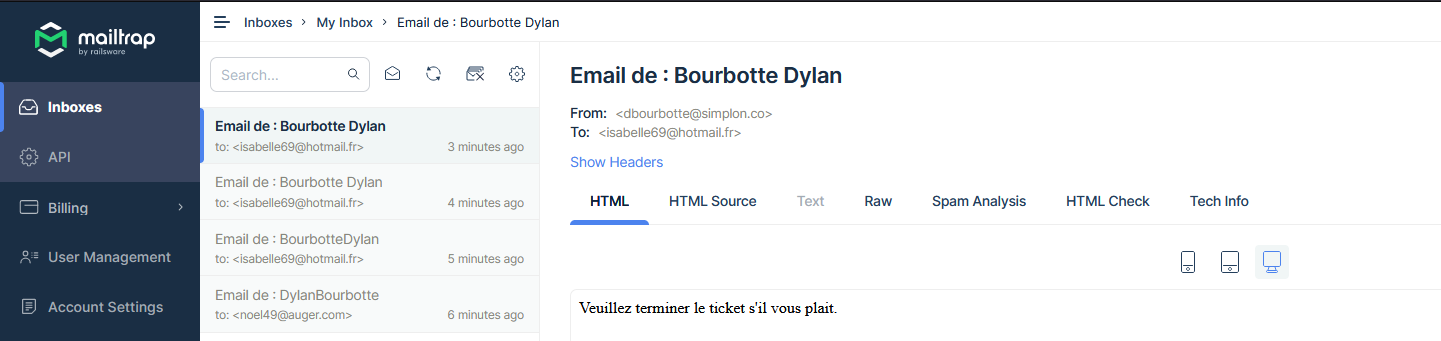 mailtrap
by railsware
Inboxes
API
Billing
User Management
Account Settings
Inboxes > My Inbox > Email de : Bourbotte Dylan
Search...
Email de : Bourbotte Dylan
to: <isabelle69@hotmail.fr> 3 minutes ago
Email de : Bourbotte Dylan
to: <isabelle69@hotmail.fr> 4 minutes ago
Email de : BourbotteDylan
to: <isabelle69@hotmail.fr> 5 minutes ago
Email de : DylanBourbotte
to: <noel49@auger.com> 6 minutes ago
Email de : Bourbotte Dylan
From: <dbourbotte@simplon.co>
To: <isabelle69@hotmail.fr>
Show Headers
HTML HTML Source Text Raw Spam Analysis HTML Check Tech Info
Veuillez terminer le ticket s'il vous plait.